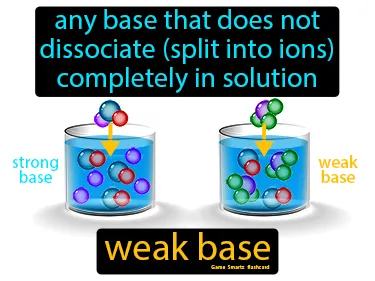 any base that does not
dissociate (split into ions)
completely in solution
strong
base
weak
base
weak base
Game Smartz flashcard